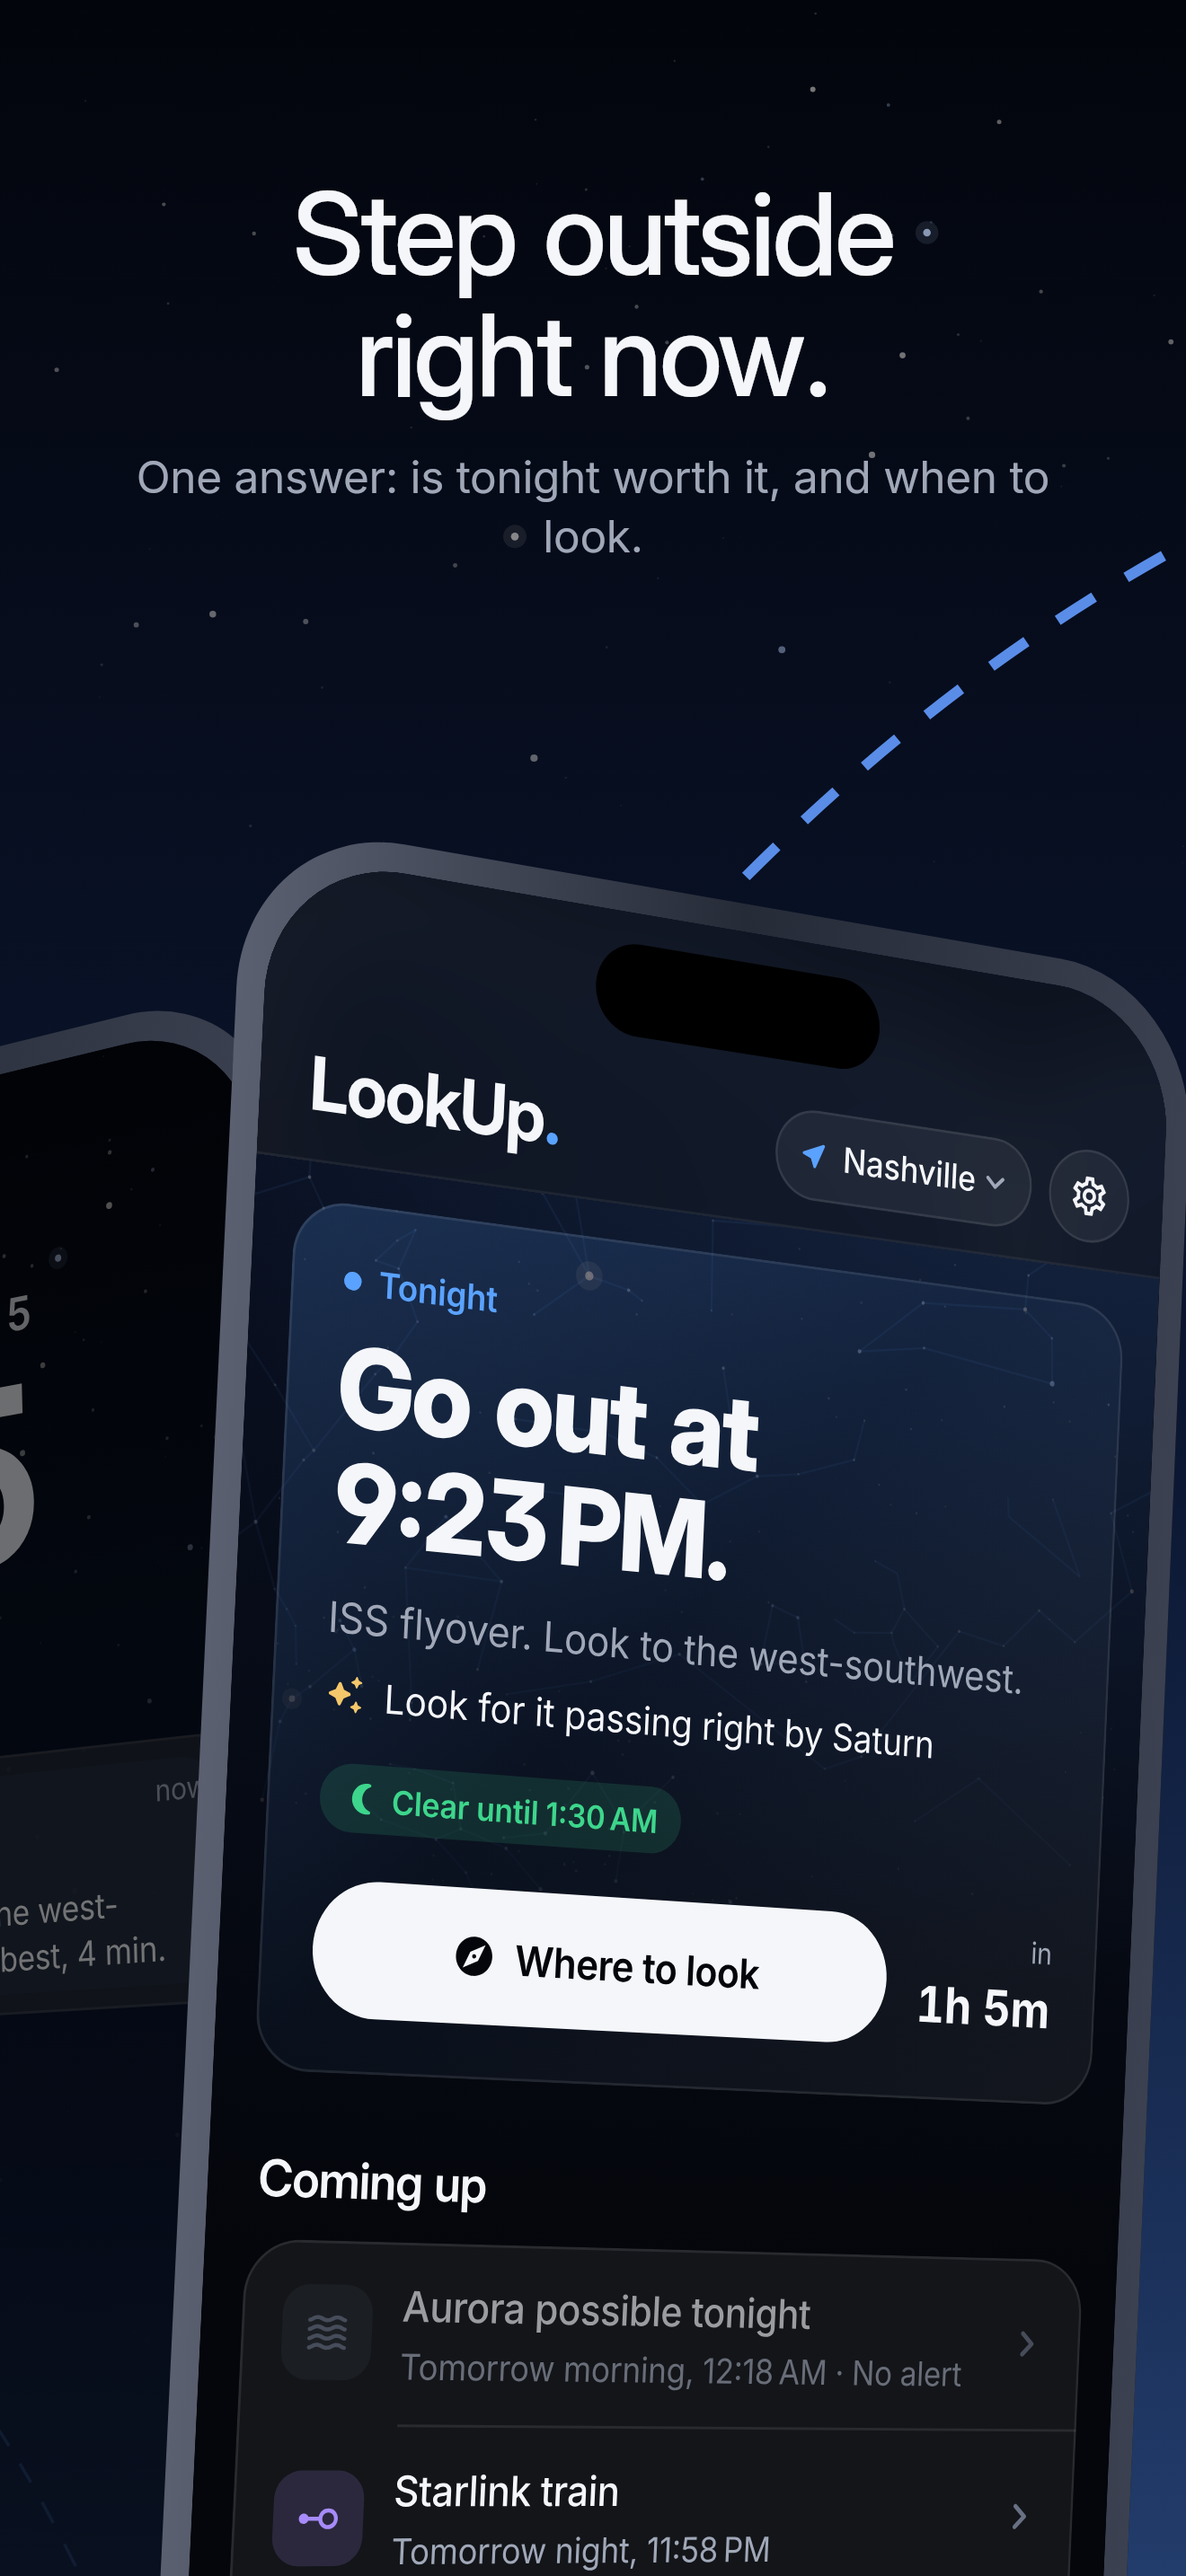 Step outside
right now.
One answer: is tonight worth it, and when to
look.
LookUp.
Nashville
Tonight
Go out at
9:23 PM.
ISS flyover. Look to the west-southwest.
Look for it passing right by Saturn
Clear until 1:30 AM
Where to look
in
1h 5m
Coming up
Aurora possible tonight
Tomorrow morning, 12:18 AM · No alert
Starlink train
Tomorrow night, 11:58 PM
5
5
now
west-
best, 4 min.